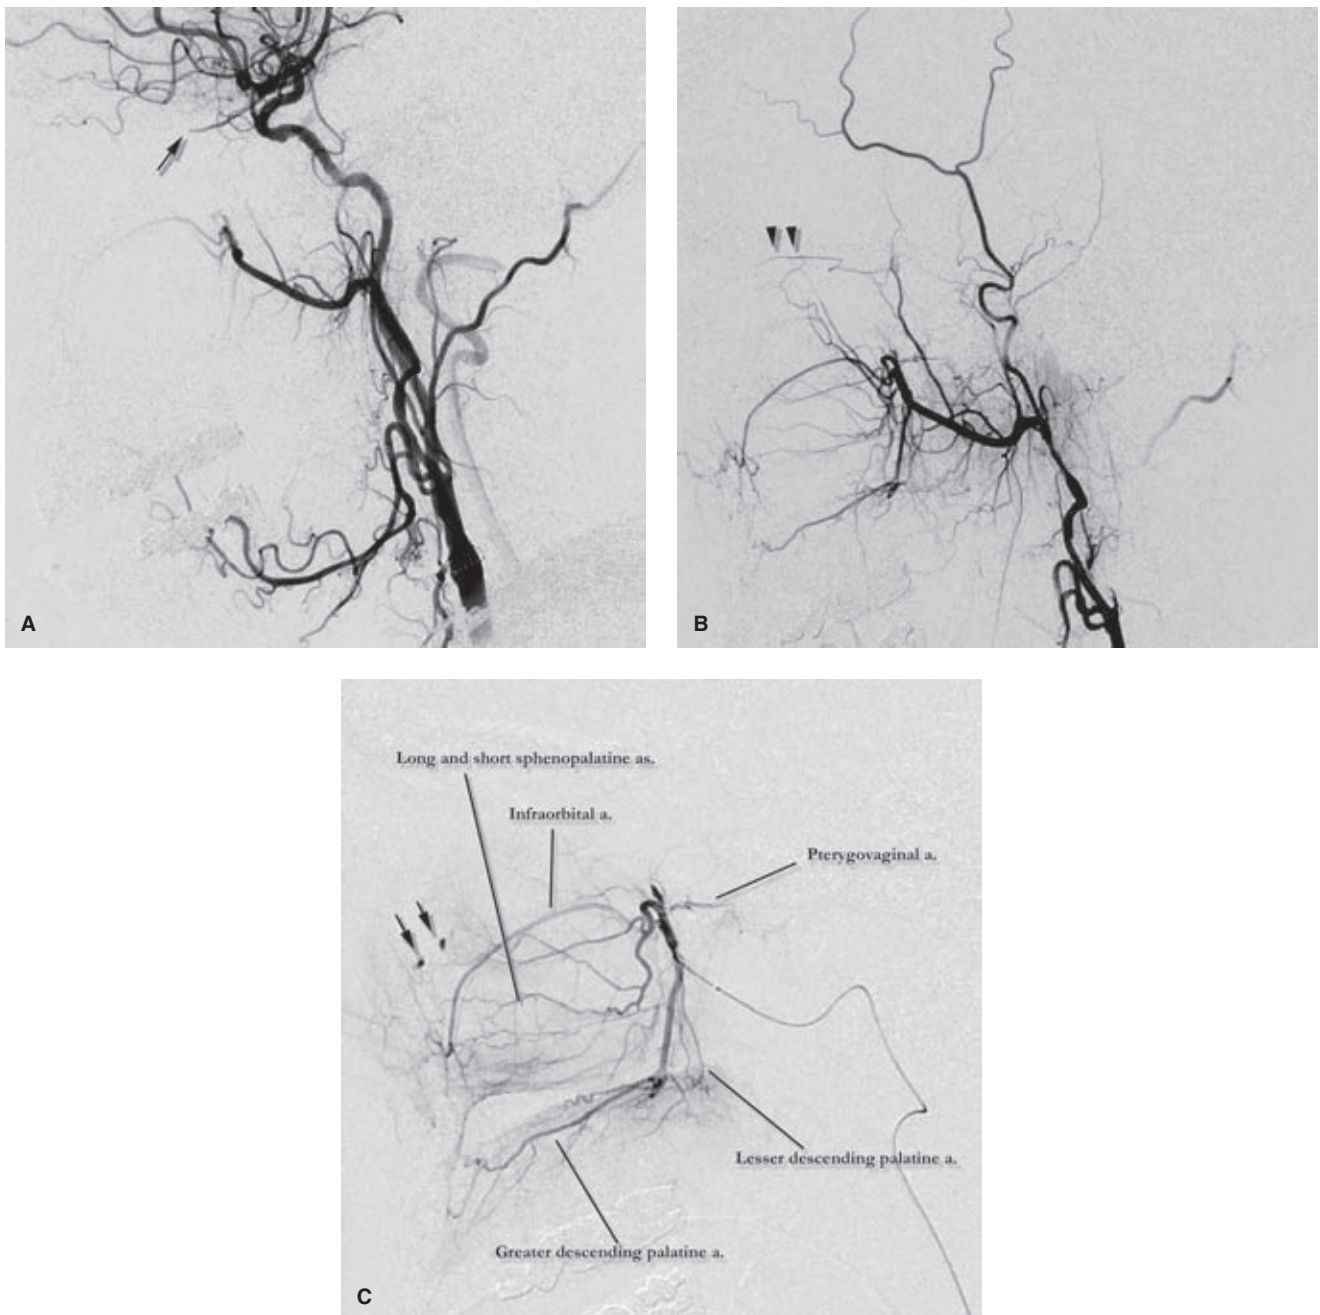 A
B
Long and short sphenopalatine as.
Infraorbital a.
Pterygovaginal a.
Lesser descending palatine a.
Greater descending palatine a.
C